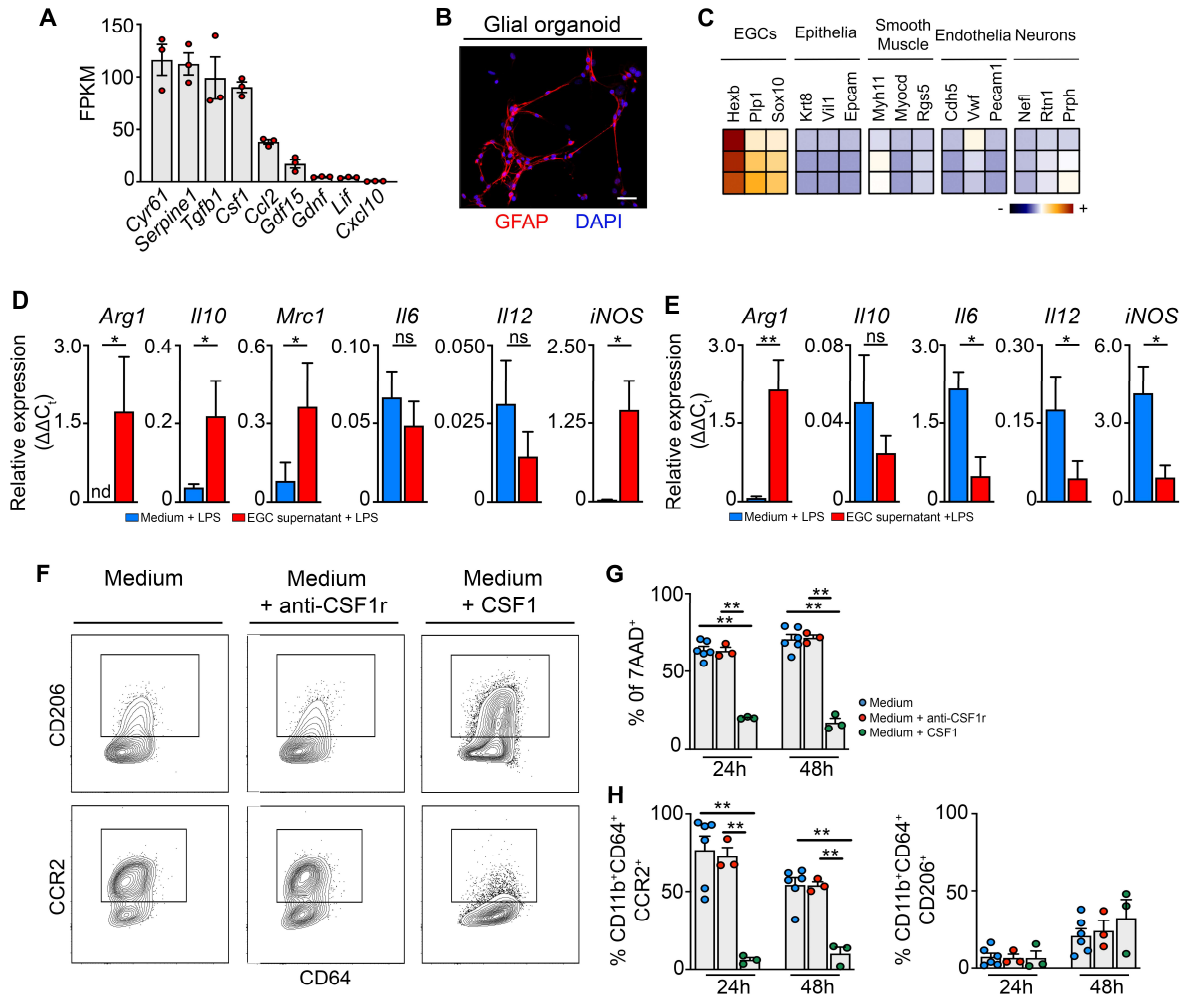 A
FPKM
150
100
50
0
Cyr61
Serpine1
Tgfb1
Csf1
Ccl2
Gdf15
Gdnf
Lif
Cxcl10
B
Glial organoid
GFAP DAPI
C
EGCs Epithelia Smooth Muscle Endothelia Neurons
Hexb Plp1 Sox10 Krt8 Vil1 Epcam Myh11 Myocd Rgs5 Cdh5 Vwf Pecam1 Nefl Rtn1 Prph
- +
D
Relative expression
(ΔΔCt)
Arg1 Il10 Mrc1 Il6 Il12 iNOS
* * * ns ns *
3.0 0.4 0.6 0.10 0.050 2.50
1.5 0.2 0.3 0.05 0.025 1.25
0 0 0 0 0 0
nd
Medium + LPS EGC supernatant + LPS
E
Relative expression
(ΔΔCt)
Arg1 Il10 Il6 Il12 iNOS
** ns * * *
3.0 0.08 3.0 0.30 6.0
1.5 0.04 1.5 0.15 3.0
0 0 0 0 0
Medium + LPS EGC supernatant +LPS
F
Medium
Medium
+ anti-CSF1r
Medium
+ CSF1
CD206
CCR2
CD64
G
% 0f 7AAD+
100
50
0
** ** ** **
24h 48h
Medium
Medium + anti-CSF1r
Medium + CSF1
H
% CD11b+CD64+
CCR2+
100
50
0
** ** ** **
24h 48h
% CD11b+CD64+
CD206+
100
50
0
24h 48h